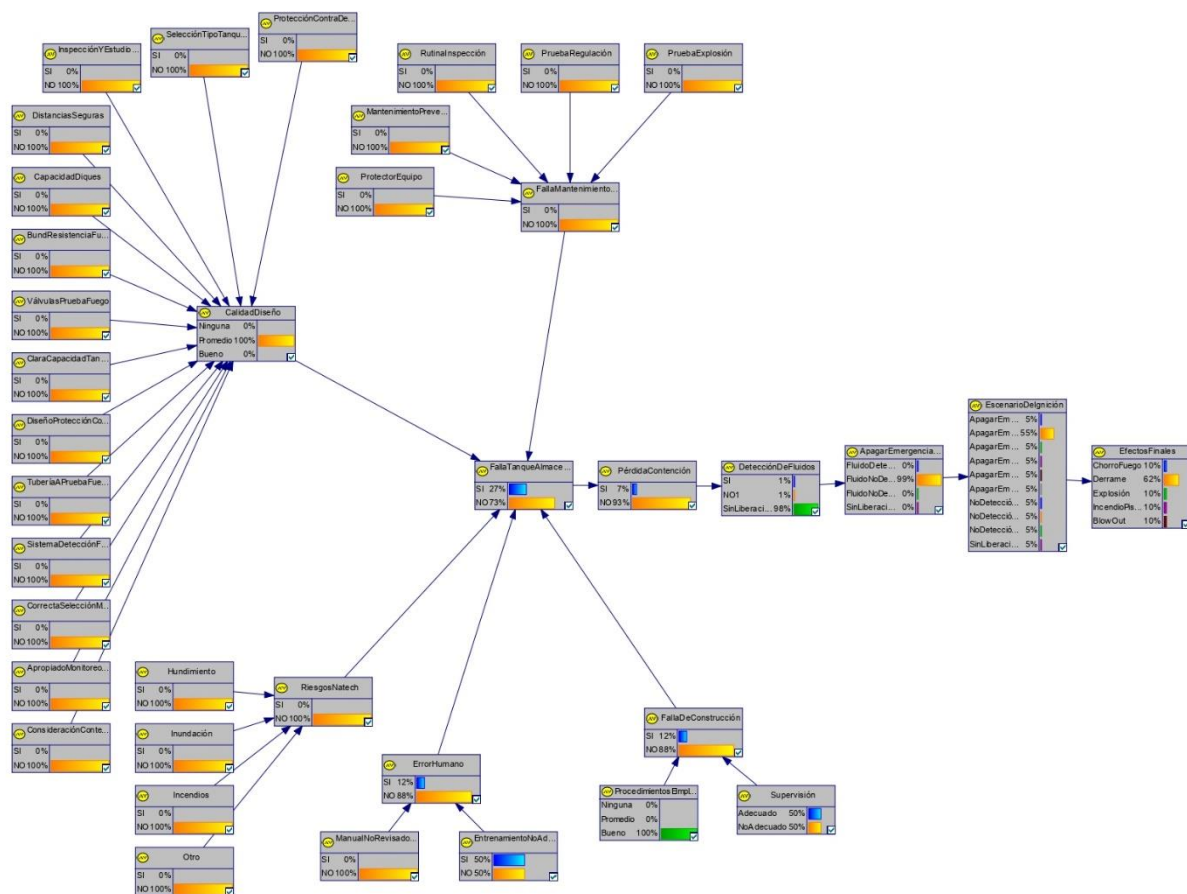 ProtecciónContraDe...
SI 0%
NO 100%
SelecciónTipoTanqu...
SI 0%
NO 100%
InspecciónYEstudio...
SI 0%
NO 100%
RutinaInspección
SI 0%
NO 100%
PruebaRegulación
SI 0%
NO 100%
PruebaExplosión
SI 0%
NO 100%
DistanciasSeguras
SI 0%
NO 100%
MantenimientoPreve...
SI 0%
NO 100%
CapacidadDiques
SI 0%
NO 100%
ProtectorEquipo
SI 0%
NO 100%
FallaMantenimiento...
SI 0%
NO 100%
BundResistenciaFu...
SI 0%
NO 100%
VálvulasPruebaFuego
SI 0%
NO 100%
CalidadDiseño
Ninguna 0%
Promedio 100%
Bueno 0%
ClaraCapacidadTan...
SI 0%
NO 100%
DiseñoProtecciónCo...
SI 0%
NO 100%
TuberíaAPruebaFue...
SI 0%
NO 100%
SistemaDetecciónF...
SI 0%
NO 100%
CorrectaSelecciónM...
SI 0%
NO 100%
ApropiadoMonitoreo...
SI 0%
NO 100%
ConsideraciónConte...
SI 0%
NO 100%
FallaTanqueAlmace...
SI 27%
NO 73%
PérdidaContención
SI 7%
NO 93%
DetecciónDeFluidos
SI 1%
NO1 1%
SinLiberaci... 98%
ApagarEmergencia...
FluidoDete... 0%
FluidoNoDe... 99%
FluidoNoDe... 0%
SinLiberaci... 0%
EscenarioDeIgnición
ApagarEm... 5%
ApagarEm... 55%
ApagarEm... 5%
ApagarEm... 5%
ApagarEm... 5%
ApagarEm... 5%
NoDetecció... 5%
NoDetecció... 5%
NoDetecció... 5%
SinLiberaci... 5%
EfectosFinales
ChorroFuego 10%
Derrame 62%
Explosión 10%
IncendioPis... 10%
BlowOut 10%
Hundimiento
SI 0%
NO 100%
RiesgosNatech
SI 0%
NO 100%
Inundación
SI 0%
NO 100%
Incendios
SI 0%
NO 100%
Otro
SI 0%
NO 100%
ErrorHumano
SI 12%
NO 88%
ManualNoRevisado...
SI 0%
NO 100%
EntrenamientoNoAd...
SI 50%
NO 50%
FallaDeConstrucción
SI 12%
NO 88%
ProcedimientosEmpl...
Ninguna 0%
Promedio 0%
Bueno 100%
Supervisión
Adecuado 50%
NoAdecuado 50%